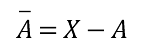 Ā = X − A